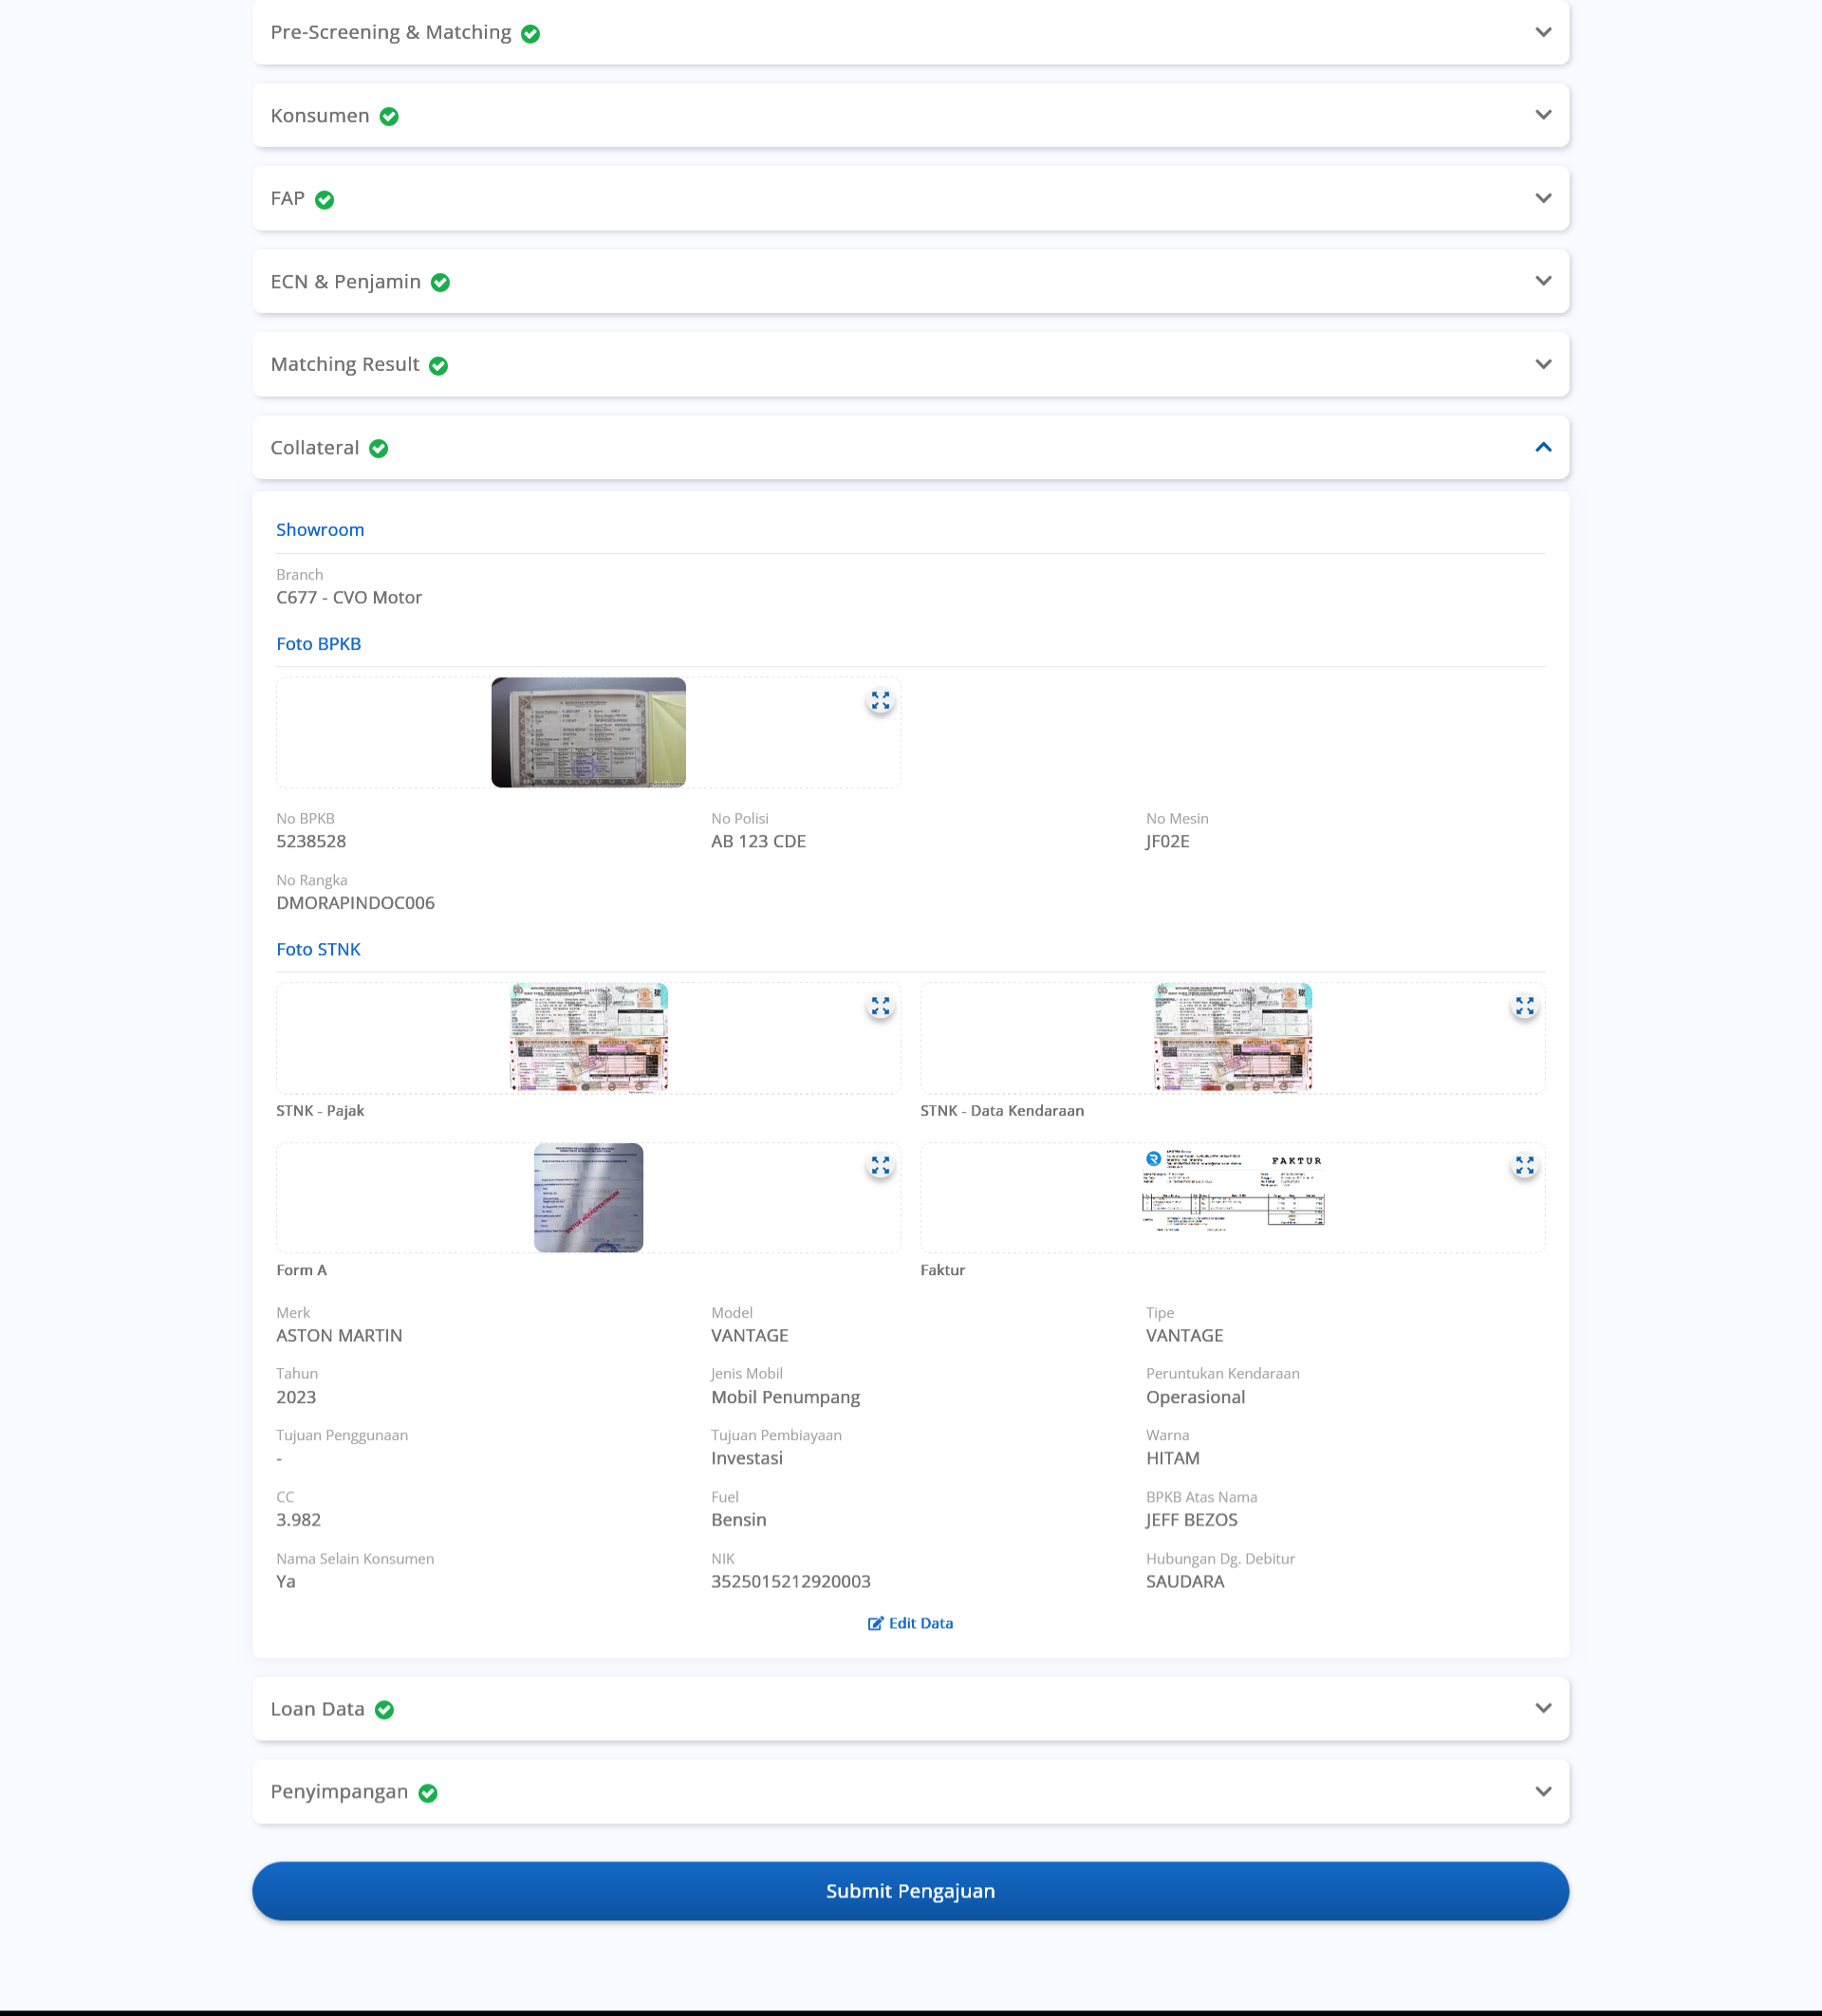 Pre-Screening & Matching
Konsumen
FAP
ECN & Penjamin
Matching Result
Collateral
Showroom
Branch
C677 - CVO Motor
Foto BPKB
No BPKB
5238528
No Polisi
AB 123 CDE
No Mesin
JF02E
No Rangka
DMORAPINDOC006
Foto STNK
STNK - Pajak
STNK - Data Kendaraan
FAKTUR
Form A
Faktur
Merk
ASTON MARTIN
Model
VANTAGE
Tipe
VANTAGE
Tahun
2023
Jenis Mobil
Mobil Penumpang
Peruntukan Kendaraan
Operasional
Tujuan Penggunaan
-
Tujuan Pembiayaan
Investasi
Warna
HITAM
CC
3.982
Fuel
Bensin
BPKB Atas Nama
JEFF BEZOS
Nama Selain Konsumen
Ya
NIK
3525015212920003
Hubungan Dg. Debitur
SAUDARA
Edit Data
Loan Data
Penyimpangan
Submit Pengajuan